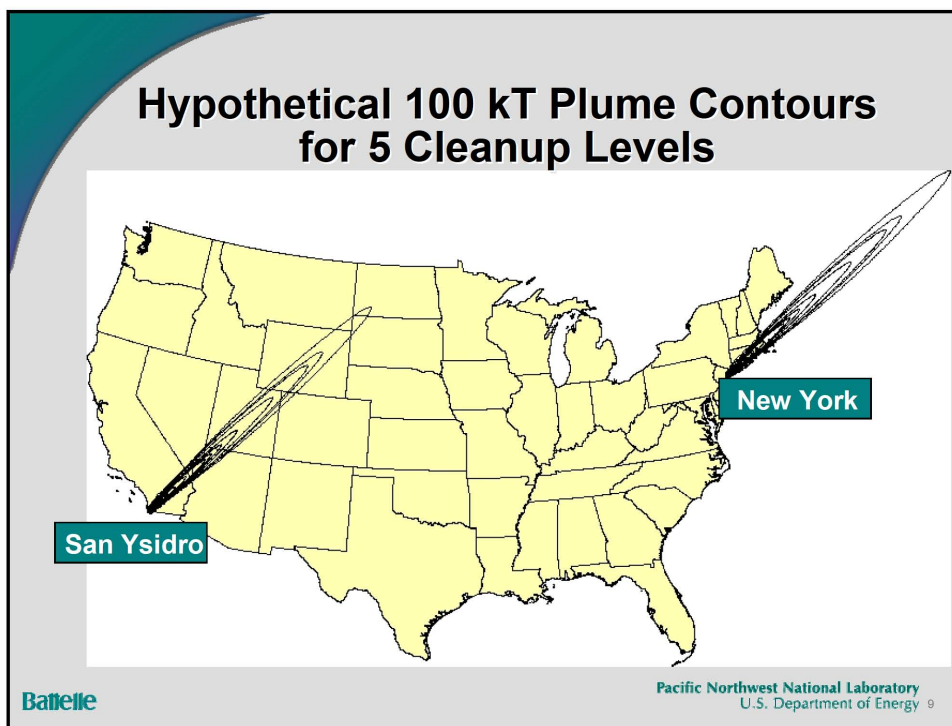 Hypothetical 100 kT Plume Contours
for 5 Cleanup Levels
New York
San Ysidro
Battelle
Pacific Northwest National Laboratory
U.S. Department of Energy 9